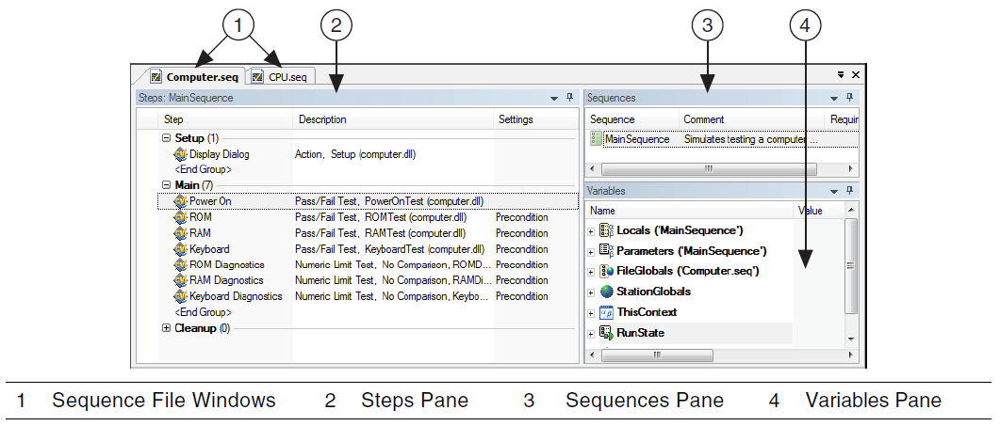 1 2 3 4
Computer.seq CPU.seq
Steps: MainSequence
Step Description Settings
Setup (1)
Display Dialog Action, Setup (computer.dll)
<End Group>
Main (7)
Power On Pass/Fail Test, PowerOnTest (computer.dll)
ROM Pass/Fail Test, ROMTest (computer.dll) Precondition
RAM Pass/Fail Test, RAMTest (computer.dll) Precondition
Keyboard Pass/Fail Test, KeyboardTest (computer.dll) Precondition
ROM Diagnostics Numeric Limit Test, No Comparison, ROMD... Precondition
RAM Diagnostics Numeric Limit Test, No Comparison, RAMDi... Precondition
Keyboard Diagnostics Numeric Limit Test, No Comparison, Keybo... Precondition
<End Group>
Cleanup (0)
Sequences
Sequence Comment Requir
MainSequence Simulates testing a computer ...
Variables
Name Value
Locals ('MainSequence')
Parameters ('MainSequence')
FileGlobals ('Computer.seq')
StationGlobals
ThisContext
RunState
1 Sequence File Windows 2 Steps Pane 3 Sequences Pane 4 Variables Pane